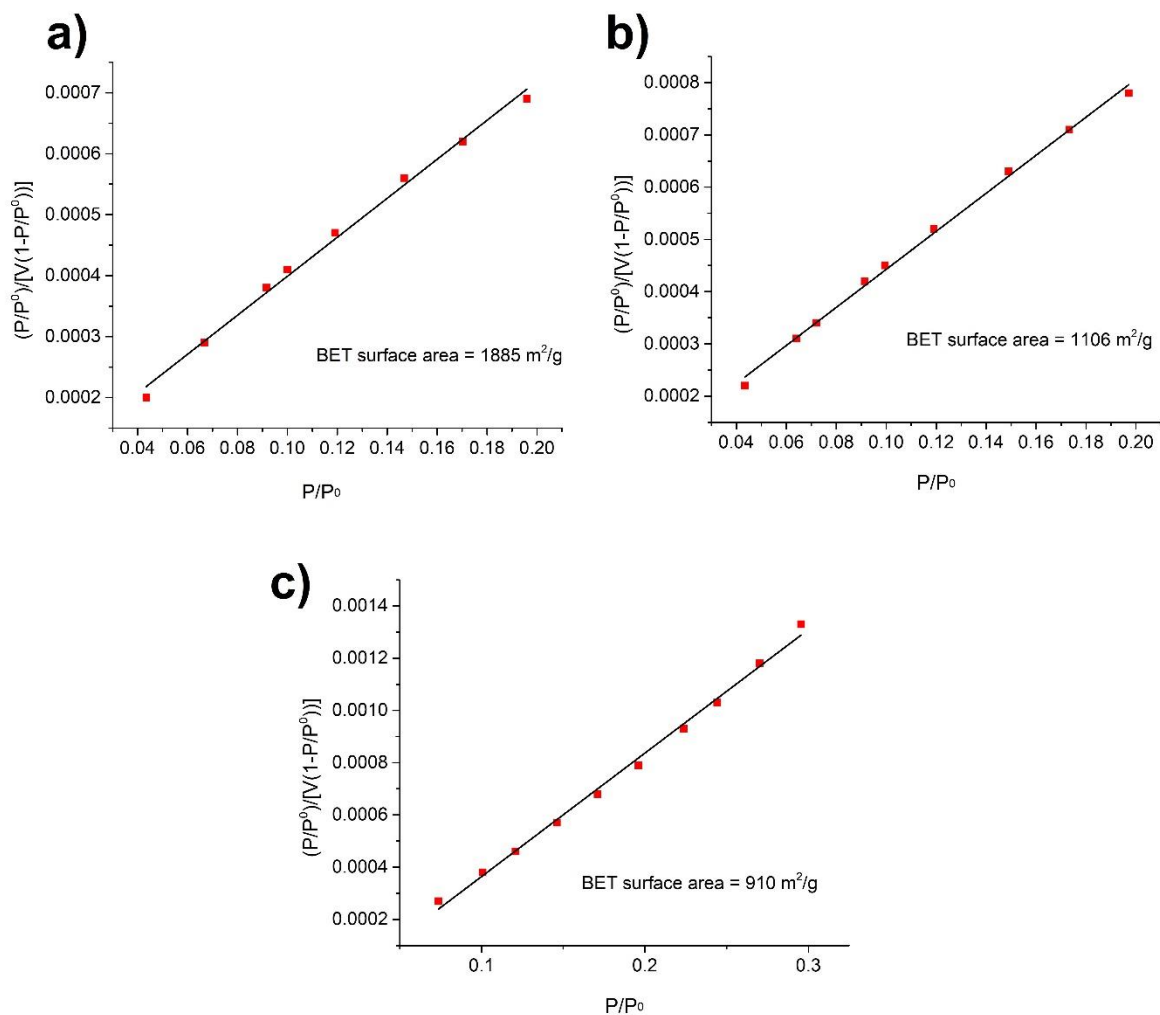 a)
(P/P⁰)/[V(1-P/P⁰))]
0.0007
0.0006
0.0005
0.0004
0.0003
0.0002
BET surface area = 1885 m²/g
0.04 0.06 0.08 0.10 0.12 0.14 0.16 0.18 0.20
P/P₀
b)
(P/P⁰)/[V(1-P/P⁰))]
0.0008
0.0007
0.0006
0.0005
0.0004
0.0003
0.0002
BET surface area = 1106 m²/g
0.04 0.06 0.08 0.10 0.12 0.14 0.16 0.18 0.20
P/P₀
c)
(P/P⁰)/[V(1-P/P⁰))]
0.0014
0.0012
0.0010
0.0008
0.0006
0.0004
0.0002
BET surface area = 910 m²/g
0.1 0.2 0.3
P/P₀